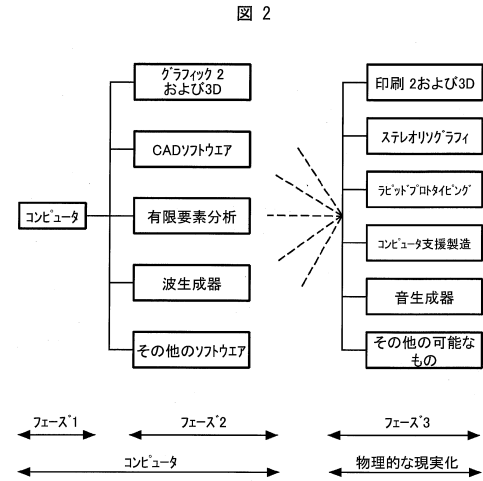 図 2
グラフィック 2
および3D
CADソフトウエア
コンピュータ
有限要素分析
波生成器
その他のソフトウエア
印刷 2および3D
ステレオリソグラフィ
ラピッドプロトタイピング
コンピュータ支援製造
音生成器
その他の可能な
もの
フェーズ1
フェーズ2
フェーズ3
コンピュータ
物理的な現実化